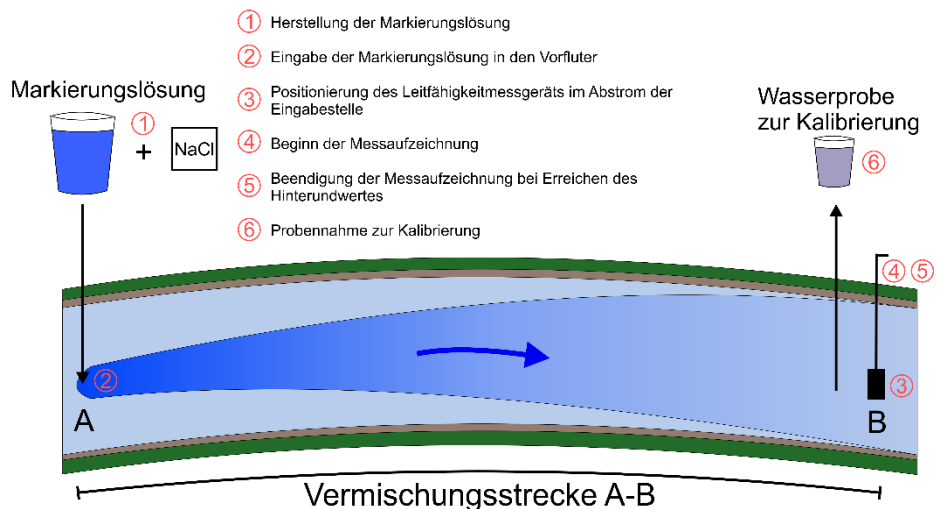 ① Herstellung der Markierungslösung
② Eingabe der Markierungslösung in den Vorfluter
③ Positionierung des Leitfähigkeitmessgeräts im Abstrom der
Eingabestelle
④ Beginn der Messaufzeichnung
⑤ Beendigung der Messaufzeichnung bei Erreichen des
Hinterundwertes
⑥ Probennahme zur Kalibrierung
Markierungslösung
①
+
NaCl
Wasserprobe
zur Kalibrierung
⑥
④ ⑤
②
③
A
B
Vermischungsstrecke A-B